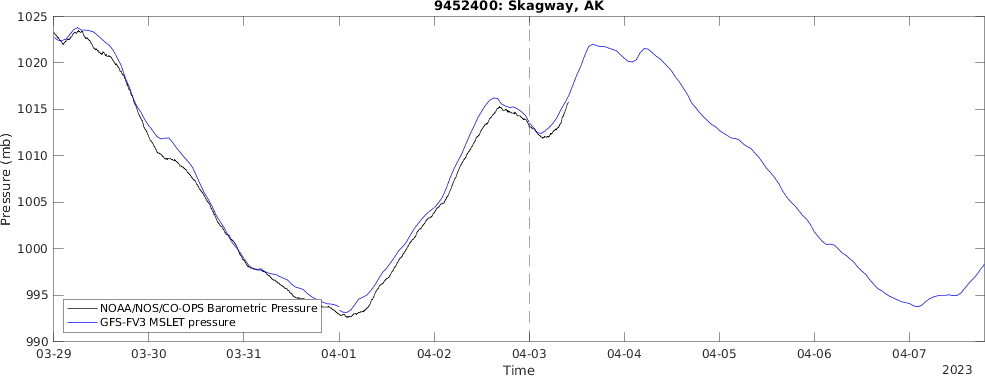 9452400: Skagway, AK
1025
1020
1015
1010
1005
1000
995
990
Pressure (mb)
NOAA/NOS/CO-OPS Barometric Pressure
GFS-FV3 MSLET pressure
03-29 03-30 03-31 04-01 04-02 04-03 04-04 04-05 04-06 04-07
Time
2023